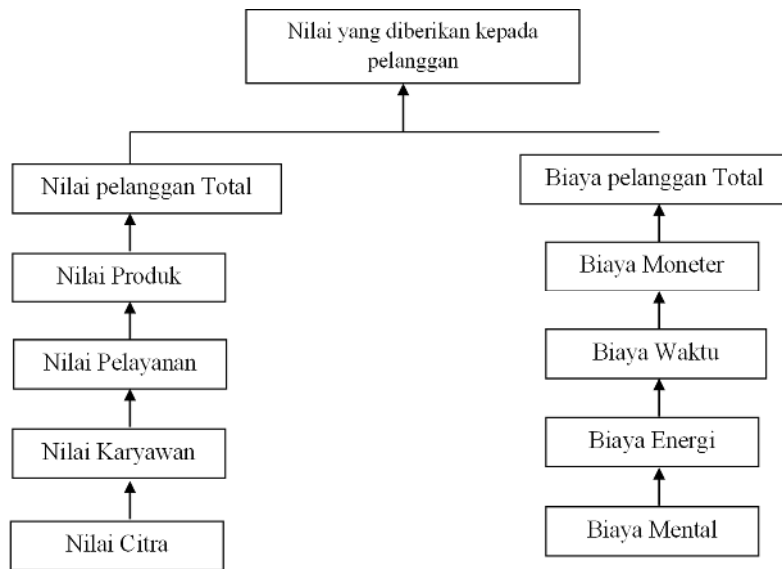 Nilai yang diberikan kepada
pelanggan
Nilai pelanggan Total
Biaya pelanggan Total
Nilai Produk
Biaya Moneter
Nilai Pelayanan
Biaya Waktu
Nilai Karyawan
Biaya Energi
Nilai Citra
Biaya Mental